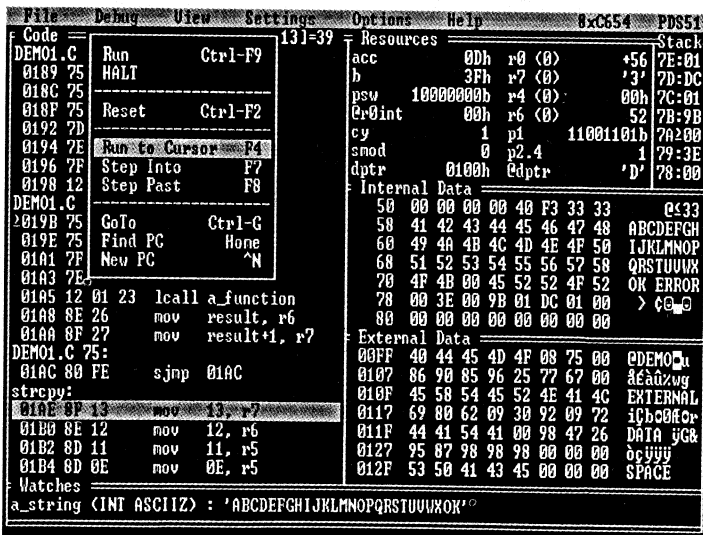 File Debug View Settings Options Help 8xC654 PDS51
Code
13]=39
DEMO1.C
0189 75
018C 75
018F 75
0192 7D
0194 7E
0196 7F
0198 12
DEMO1.C
019B 75
019E 75
01A1 7F
01A3 7E
01A5 12 01 23 lcall a_function
01A8 8E 26 mov result, r6
01AA 8F 27 mov result+1, r7
DEMO1.C 75:
01AC 80 FE sjmp 01AC
strcpy:
01AE 8F 13 mov 13, r7
01B0 8E 12 mov 12, r6
01B2 8D 11 mov 11, r5
01B4 8D 0E mov 0E, r5
Run Ctrl-F9
HALT
Reset Ctrl-F2
Run to Cursor F4
Step Into F7
Step Past F8
GoTo Ctrl-G
Find PC Home
New PC ^N
Resources
acc 0Dh r0 (0) +56
b 3Fh r7 (0) '3'
psw 10000000b r4 (0) 00h
@r0int 00h r6 (0) 52
cy 1 p1 11001101b
smod 0 p2.4 1
dptr 0100h @dptr 'D'
Stack
7E:01
7D:DC
7C:01
7B:9B
7A:00
79:3E
78:00
Internal Data
50 00 00 00 00 40 F3 33 33 @≤33
58 41 42 43 44 45 46 47 48 ABCDEFGH
60 49 4A 4B 4C 4D 4E 4F 50 IJKLMNOP
68 51 52 53 54 55 56 57 58 QRSTUVWX
70 4F 4B 00 45 52 52 4F 52 OK ERROR
78 00 3E 00 9B 01 DC 01 00 > ¢☺▄☺
80 00 00 00 00 00 00 00 00
External Data
00FF 40 44 45 4D 4F 08 75 00 @DEMO◘u
0107 86 90 85 96 25 77 67 00 åÉàû%wg
010F 45 58 54 45 52 4E 41 4C EXTERNAL
0117 69 80 62 09 30 92 09 72 iÇb○0Æ○r
011F 44 41 54 41 00 98 47 26 DATA ÿG&
0127 95 87 98 98 98 00 00 00 òçÿÿÿ
012F 53 50 41 43 45 00 00 00 SPACE
Watches
a_string (INT ASCIIZ) : 'ABCDEFGHIJKLMNOPQRSTUVWXOK'